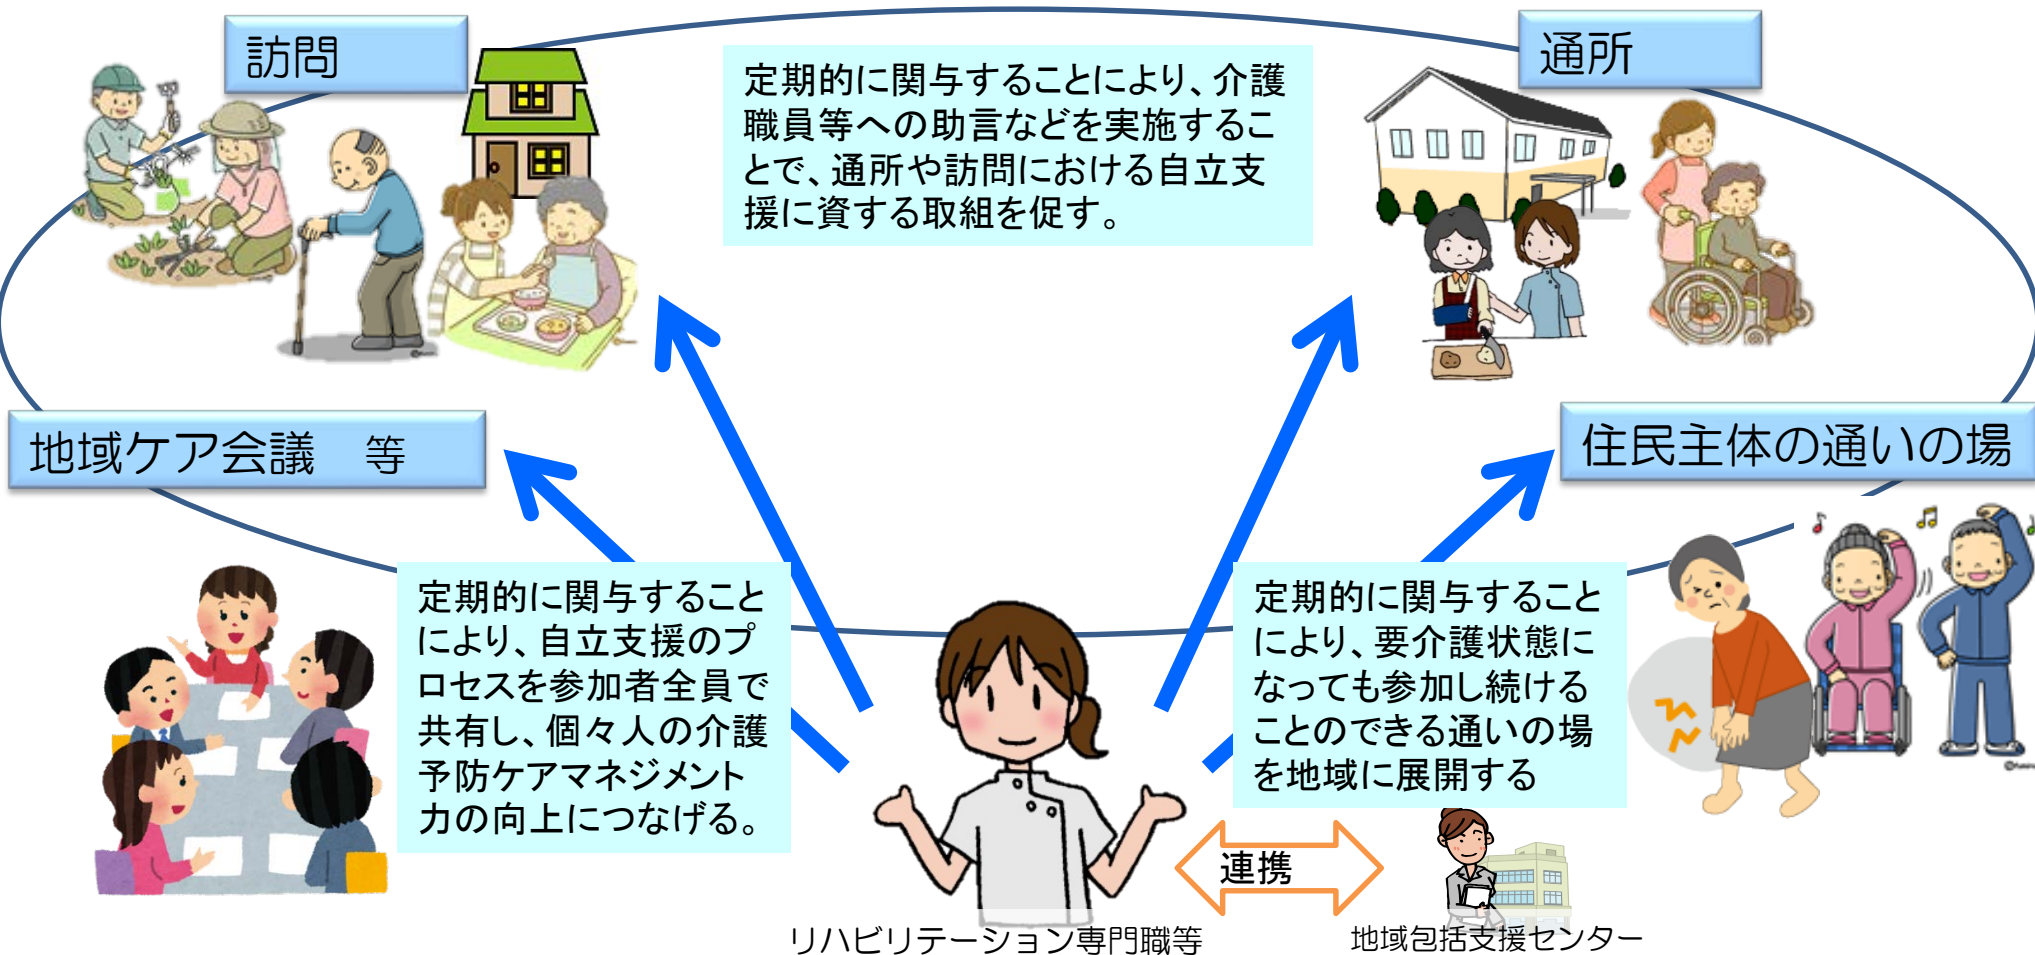 訪問
通所
定期的に関与することにより、介護
職員等への助言などを実施するこ
とで、通所や訪問における自立支
援に資する取組を促す。
地域ケア会議　等
住民主体の通いの場
定期的に関与すること
により、自立支援のプ
ロセスを参加者全員で
共有し、個々人の介護
予防ケアマネジメント
力の向上につなげる。
定期的に関与すること
により、要介護状態に
なっても参加し続ける
ことのできる通いの場
を地域に展開する
連携
リハビリテーション専門職等
地域包括支援センター